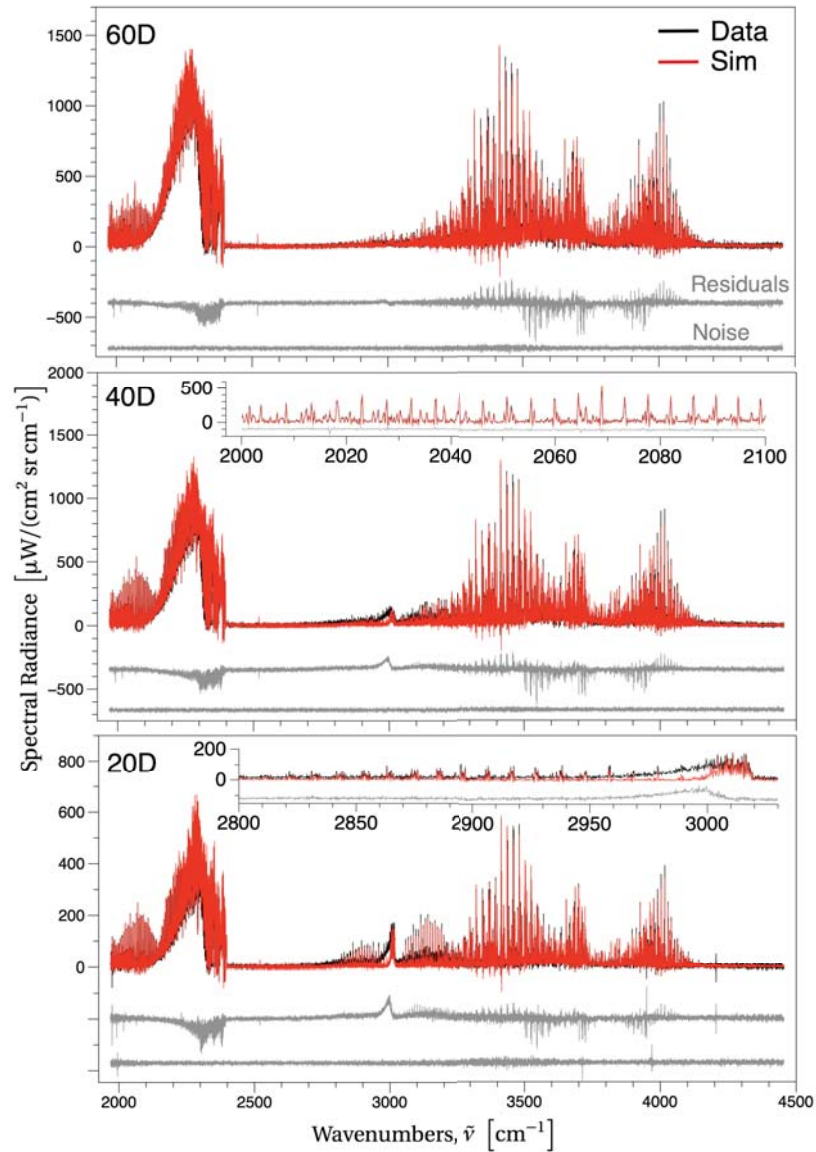 60D
Data
Sim
1500
1000
500
0
−500
Residuals
Noise
Spectral Radiance [μW/(cm² sr cm⁻¹)]
40D
2000
1500
1000
500
0
−500
500
0
2000 2020 2040 2060 2080 2100
20D
800
600
400
200
0
200
0
2800 2850 2900 2950 3000
2000 2500 3000 3500 4000 4500
Wavenumbers, ν̃ [cm⁻¹]